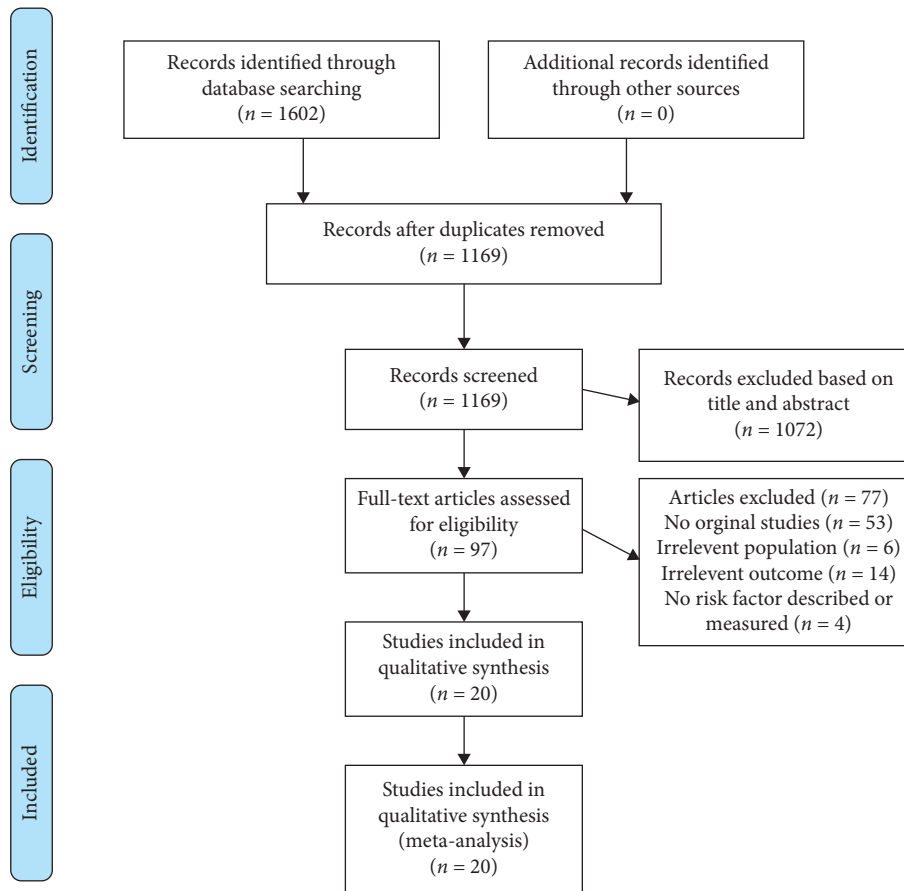 Identification
Records identified through
database searching
(n = 1602)
Additional records identified
through other sources
(n = 0)
Records after duplicates removed
(n = 1169)
Screening
Records screened
(n = 1169)
Records excluded based on
title and abstract
(n = 1072)
Eligibility
Full-text articles assessed
for eligibility
(n = 97)
Articles excluded (n = 77)
No orginal studies (n = 53)
Irrelevent population (n = 6)
Irrelevent outcome (n = 14)
No risk factor described or
measured (n = 4)
Studies included in
qualitative synthesis
(n = 20)
Included
Studies included in
qualitative synthesis
(meta-analysis)
(n = 20)